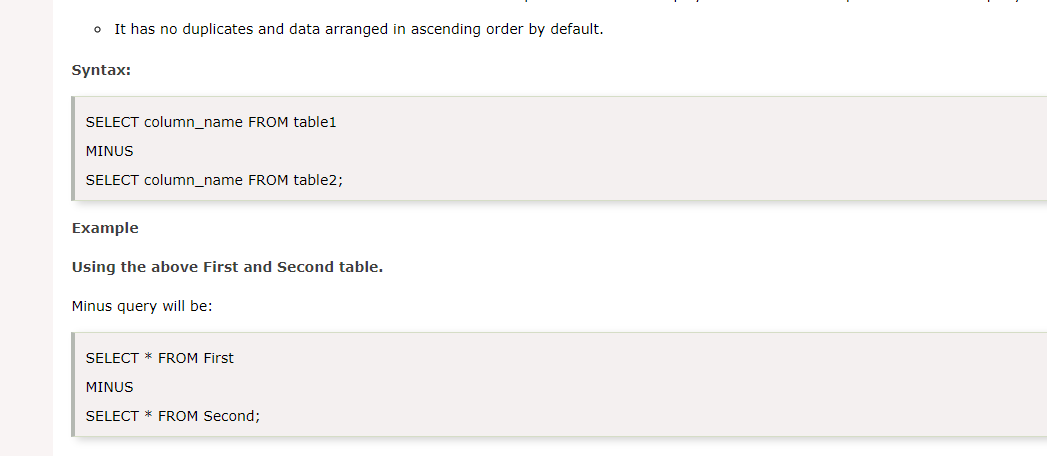 It has no duplicates and data arranged in ascending order by default.
Syntax:
SELECT column_name FROM table1
MINUS
SELECT column_name FROM table2;
Example
Using the above First and Second table.
Minus query will be:
SELECT * FROM First
MINUS
SELECT * FROM Second;